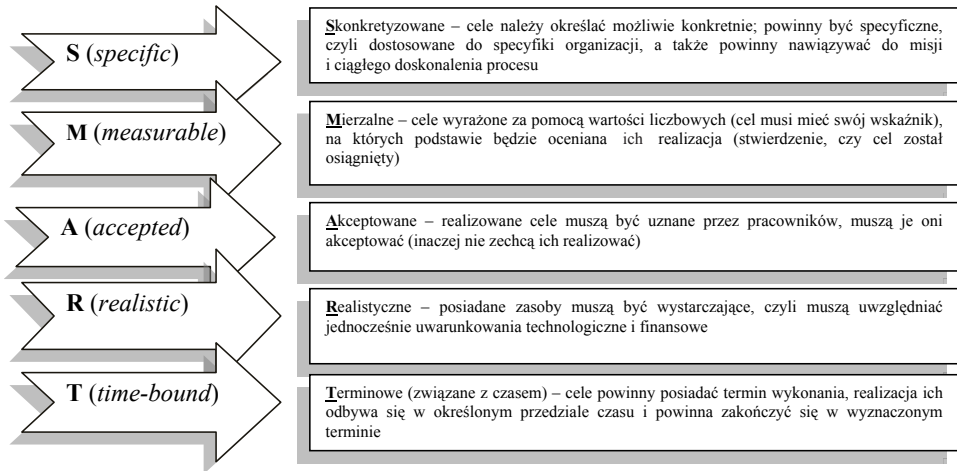 S (specific)
Skonkretyzowane – cele należy określać możliwie konkretnie; powinny być specyficzne,
czyli dostosowane do specyfiki organizacji, a także powinny nawiązywać do misji
i ciągłego doskonalenia procesu
M (measurable)
Mierzalne – cele wyrażone za pomocą wartości liczbowych (cel musi mieć swój wskaźnik),
na których podstawie będzie oceniana ich realizacja (stwierdzenie, czy cel został
osiągnięty)
A (accepted)
Akceptowane – realizowane cele muszą być uznane przez pracowników, muszą je oni
akceptować (inaczej nie zechcą ich realizować)
R (realistic)
Realistyczne – posiadane zasoby muszą być wystarczające, czyli muszą uwzględniać
jednocześnie uwarunkowania technologiczne i finansowe
T (time-bound)
Terminowe (związane z czasem) – cele powinny posiadać termin wykonania, realizacja ich
odbywa się w określonym przedziale czasu i powinna zakończyć się w wyznaczonym
terminie